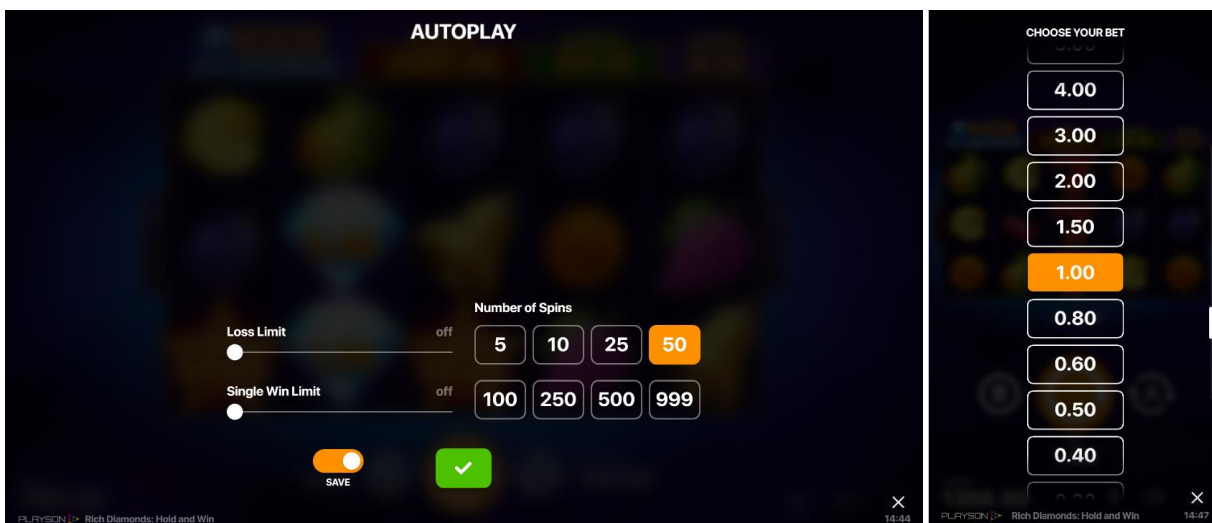 AUTOPLAY
Number of Spins
Loss Limit off
5 10 25 50
Single Win Limit off
100 250 500 999
SAVE
PLAYSON Rich Diamonds: Hold and Win 14:44
CHOOSE YOUR BET
4.00
3.00
2.00
1.50
1.00
0.80
0.60
0.50
0.40
PLAYSON Rich Diamonds: Hold and Win 14:47